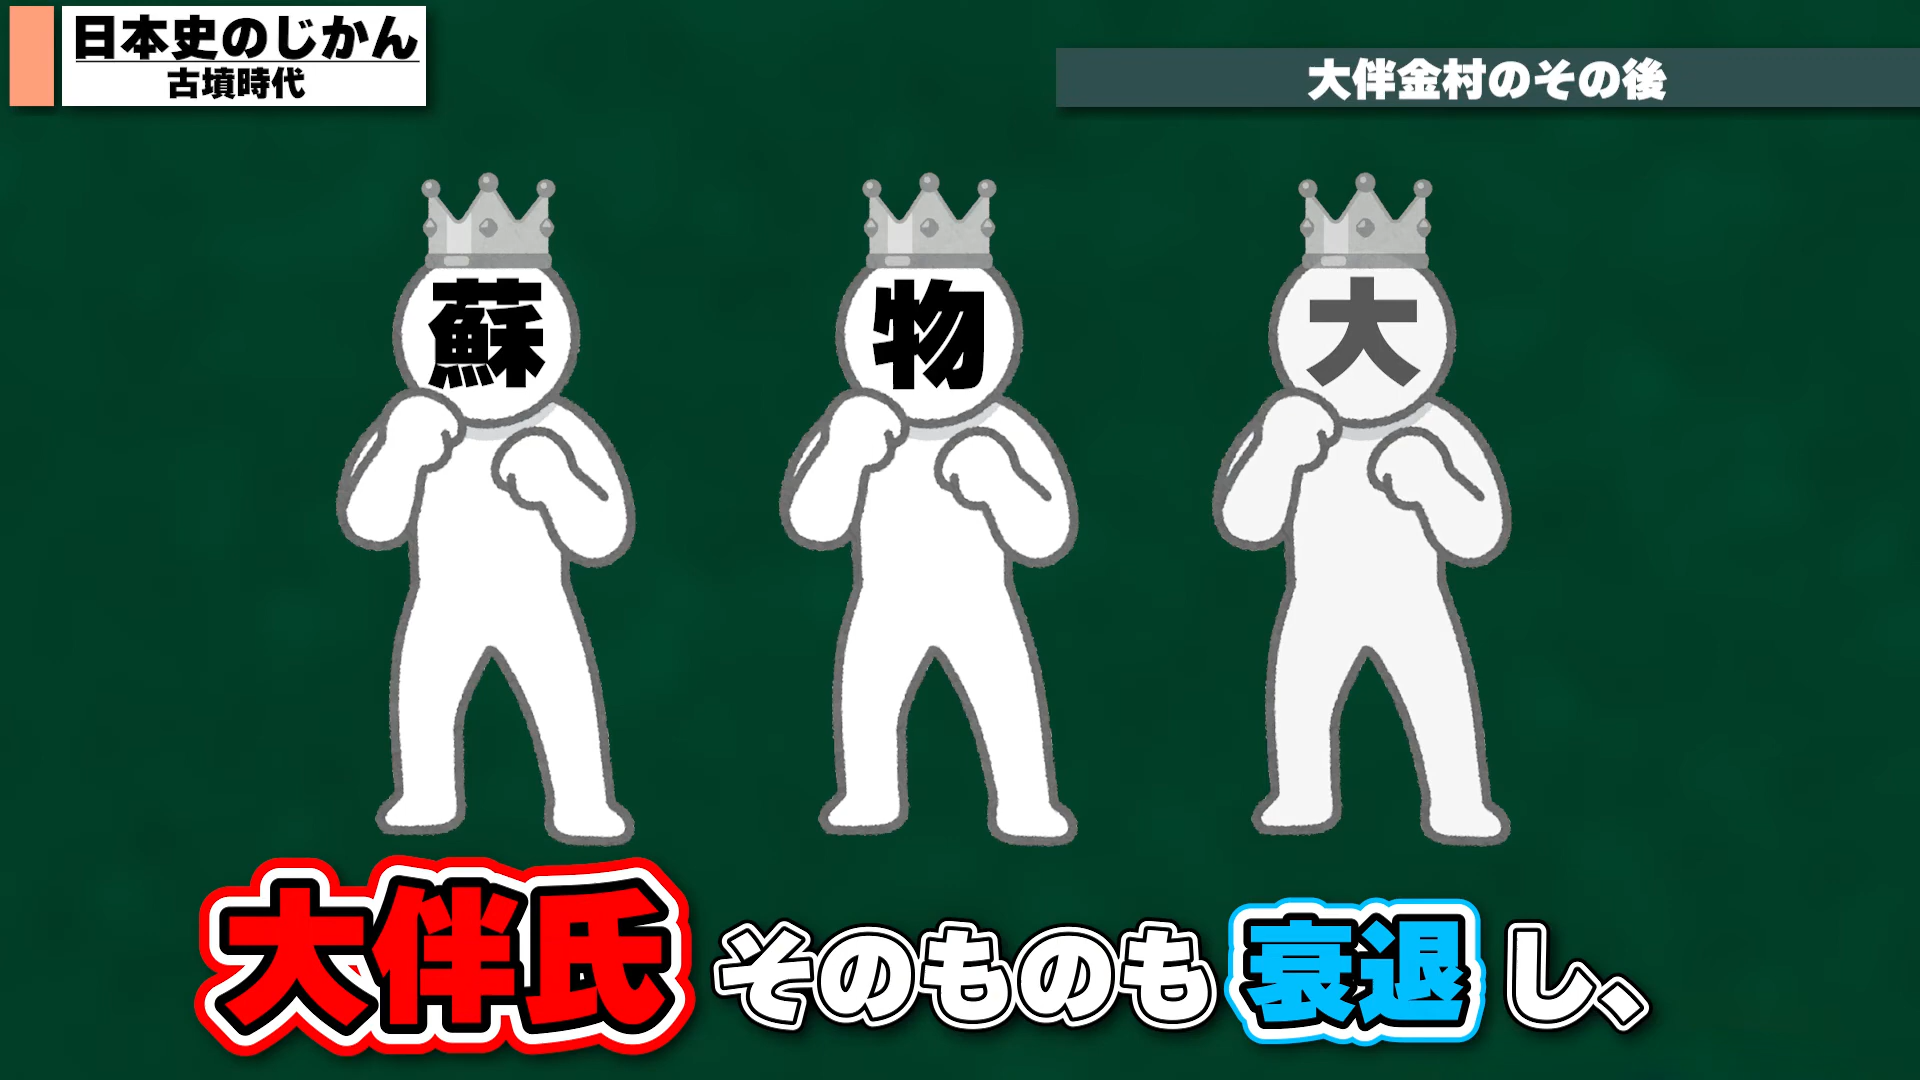 日本史のじかん
古墳時代
大伴金村のその後
蘇
物
大
大伴氏そのものも衰退し、